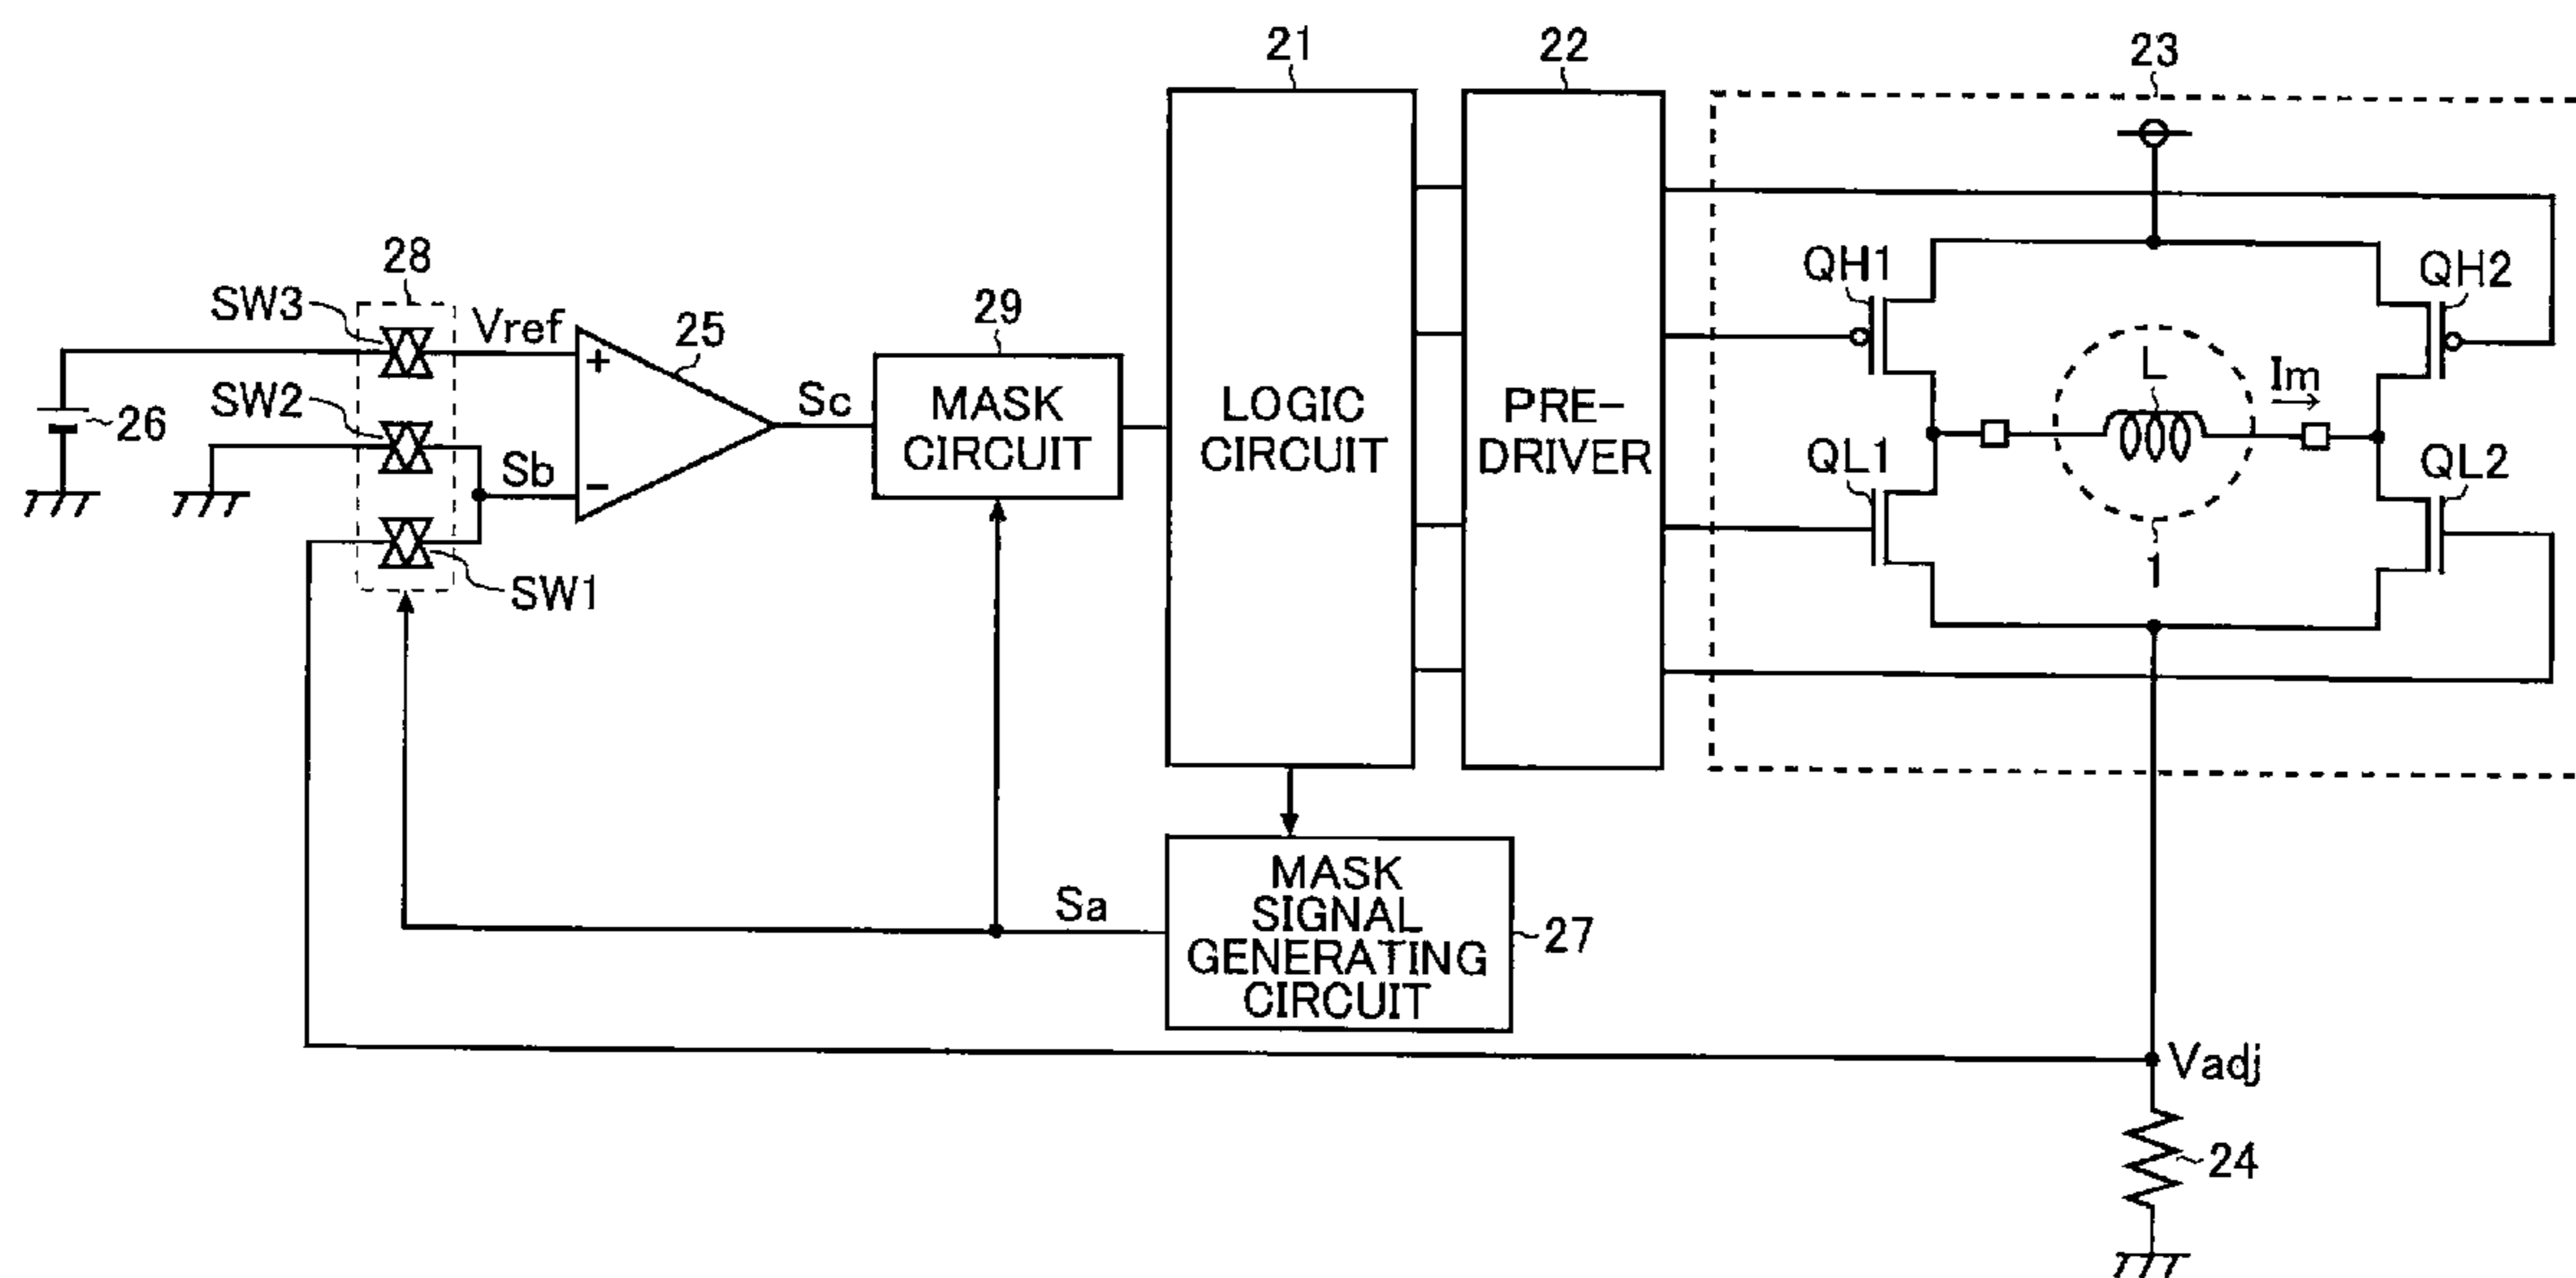 21
22
23
28
SW3
Vref
25
29
QH1
QH2
SW2
26
+
Sc
MASK
CIRCUIT
LOGIC
CIRCUIT
PRE-
DRIVER
L
Im
Sb
−
QL1
QL2
SW1
1
Sa
MASK
SIGNAL
GENERATING
CIRCUIT
27
Vadj
24